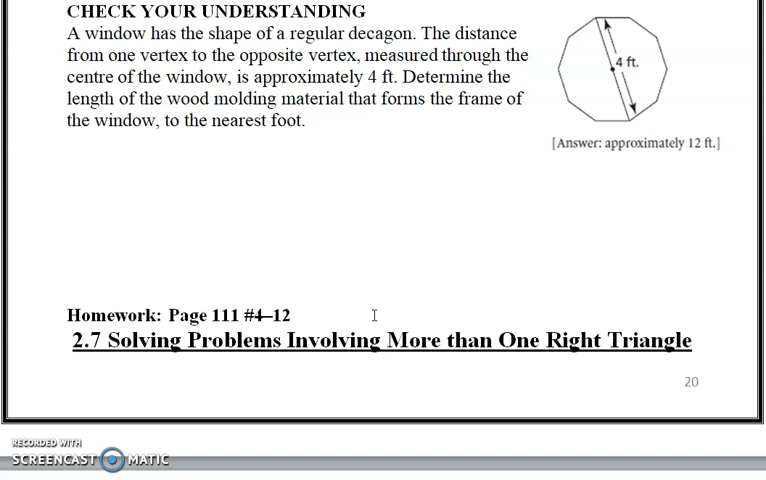 CHECK YOUR UNDERSTANDING
A window has the shape of a regular decagon. The distance
from one vertex to the opposite vertex, measured through the
centre of the window, is approximately 4 ft. Determine the
length of the wood molding material that forms the frame of
the window, to the nearest foot.
4 ft.
[Answer: approximately 12 ft.]
Homework: Page 111 #4–12
2.7 Solving Problems Involving More than One Right Triangle
20
RECORDED WITH
SCREENCAST MATIC